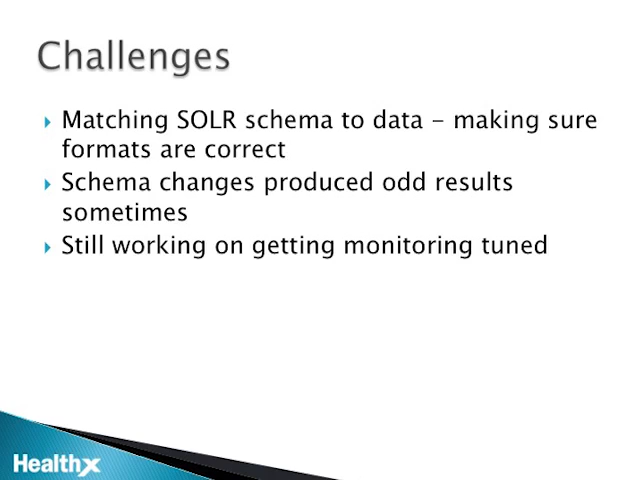 Challenges
Matching SOLR schema to data - making sure
formats are correct
Schema changes produced odd results
sometimes
Still working on getting monitoring tuned
Healthx